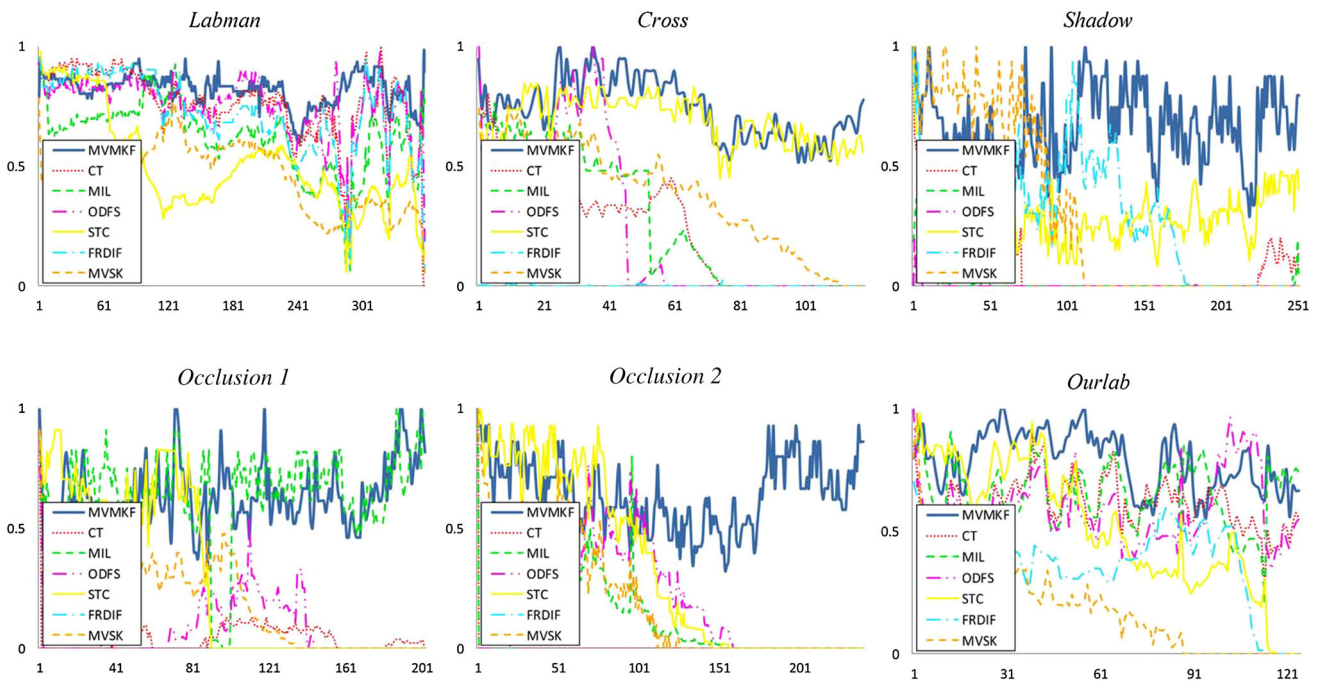 Labman
1
0.5
0
MVMKF
CT
MIL
ODFS
STC
FRDIF
MVSK
1 61 121 181 241 301
Cross
1
0.5
0
MVMKF
CT
MIL
ODFS
STC
FRDIF
MVSK
1 21 41 61 81 101
Shadow
1
0.5
0
MVMKF
CT
MIL
ODFS
STC
FRDIF
MVSK
1 51 101 151 201 251
Occlusion 1
1
0.5
0
MVMKF
CT
MIL
ODFS
STC
FRDIF
MVSK
1 41 81 121 161 201
Occlusion 2
1
0.5
0
MVMKF
CT
MIL
ODFS
STC
FRDIF
MVSK
1 51 101 151 201
Ourlab
1
0.5
0
MVMKF
CT
MIL
ODFS
STC
FRDIF
MVSK
1 31 61 91 121